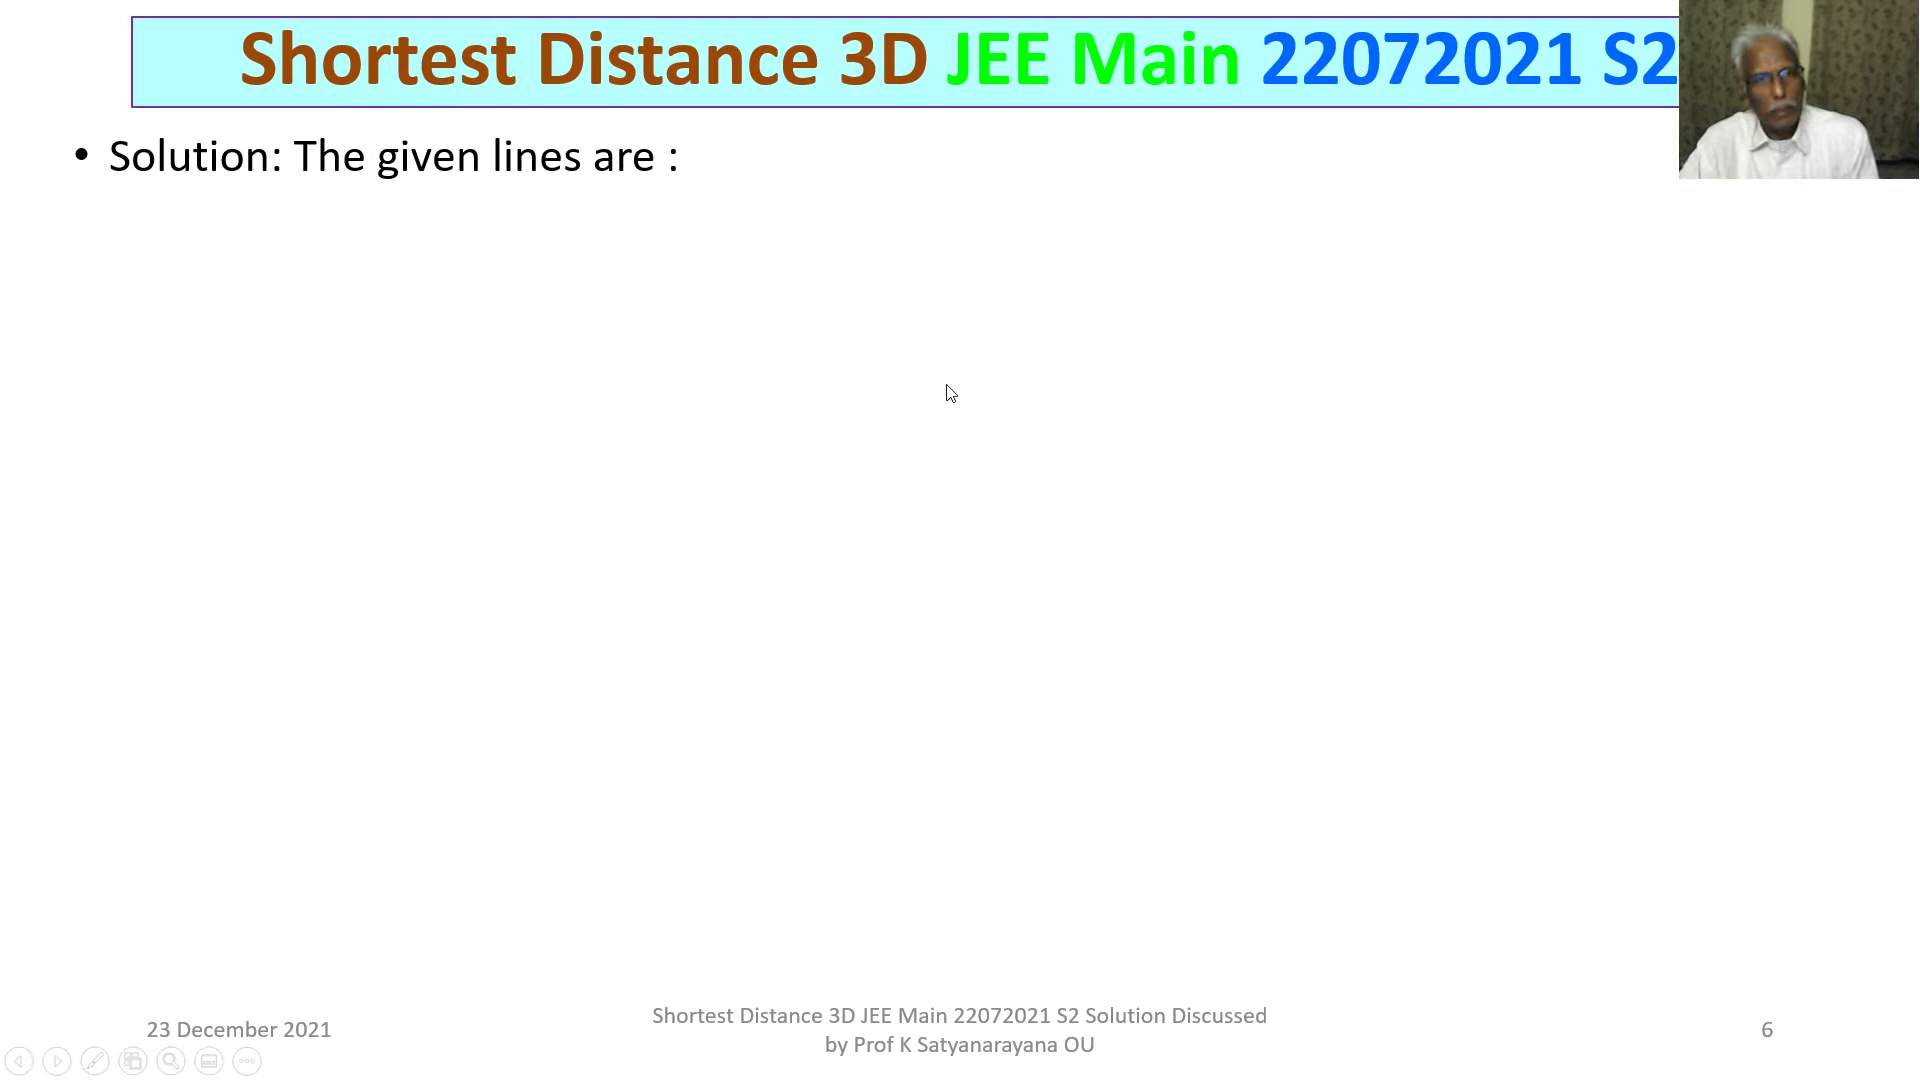 Shortest Distance 3D JEE Main 22072021 S2
• Solution: The given lines are :
23 December 2021
Shortest Distance 3D JEE Main 22072021 S2 Solution Discussed
by Prof K Satyanarayana OU
6